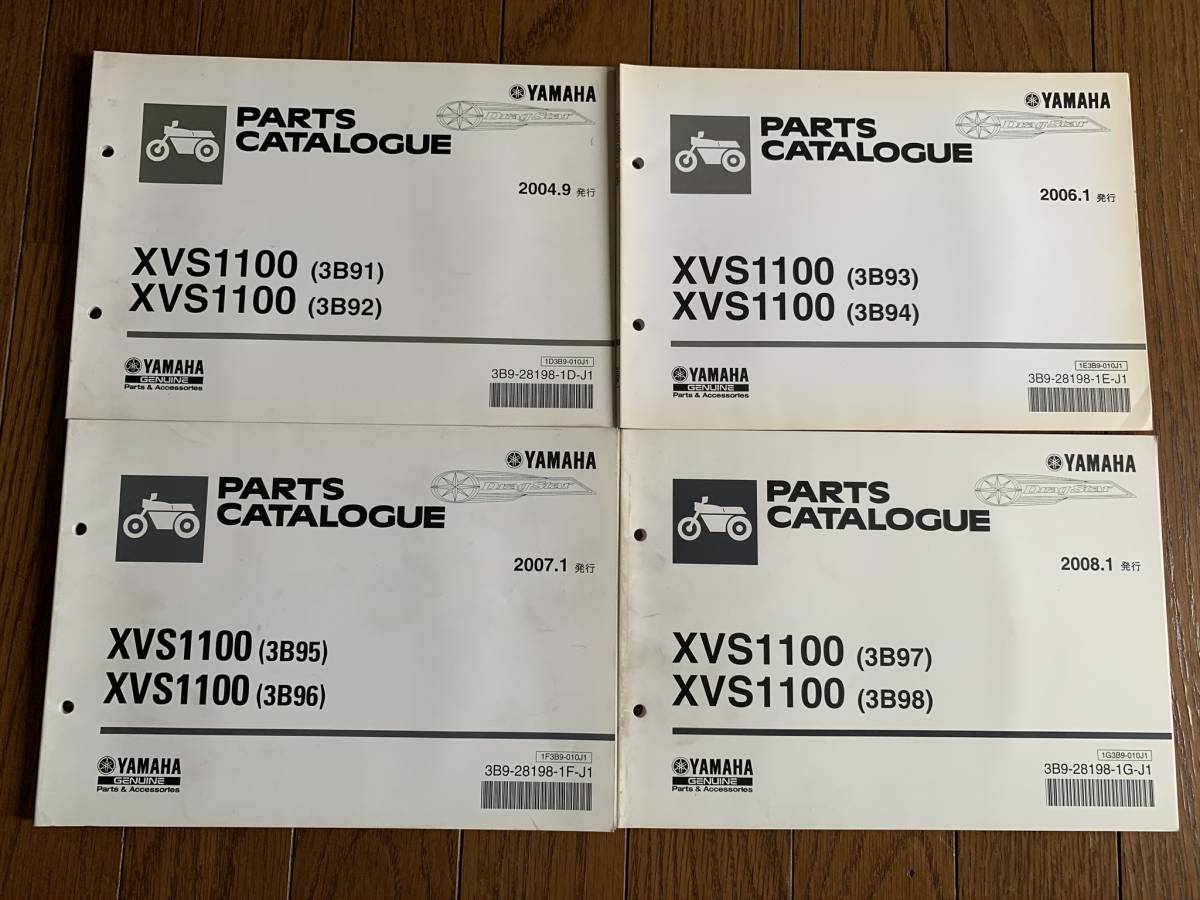 YAMAHA
DragStar
PARTS
CATALOGUE
2004.9 発行
XVS1100 (3B91)
XVS1100 (3B92)
YAMAHA
GENUINE
Parts & Accessories
1D3B9-010J1
3B9-28198-1D-J1
YAMAHA
DragStar
PARTS
CATALOGUE
2006.1 発行
XVS1100 (3B93)
XVS1100 (3B94)
YAMAHA
GENUINE
Parts & Accessories
1E3B9-010J1
3B9-28198-1E-J1
YAMAHA
DragStar
PARTS
CATALOGUE
2007.1 発行
XVS1100 (3B95)
XVS1100 (3B96)
YAMAHA
GENUINE
Parts & Accessories
1F3B9-010J1
3B9-28198-1F-J1
YAMAHA
DragStar
PARTS
CATALOGUE
2008.1 発行
XVS1100 (3B97)
XVS1100 (3B98)
YAMAHA
GENUINE
Parts & Accessories
1G3B9-010J1
3B9-28198-1G-J1